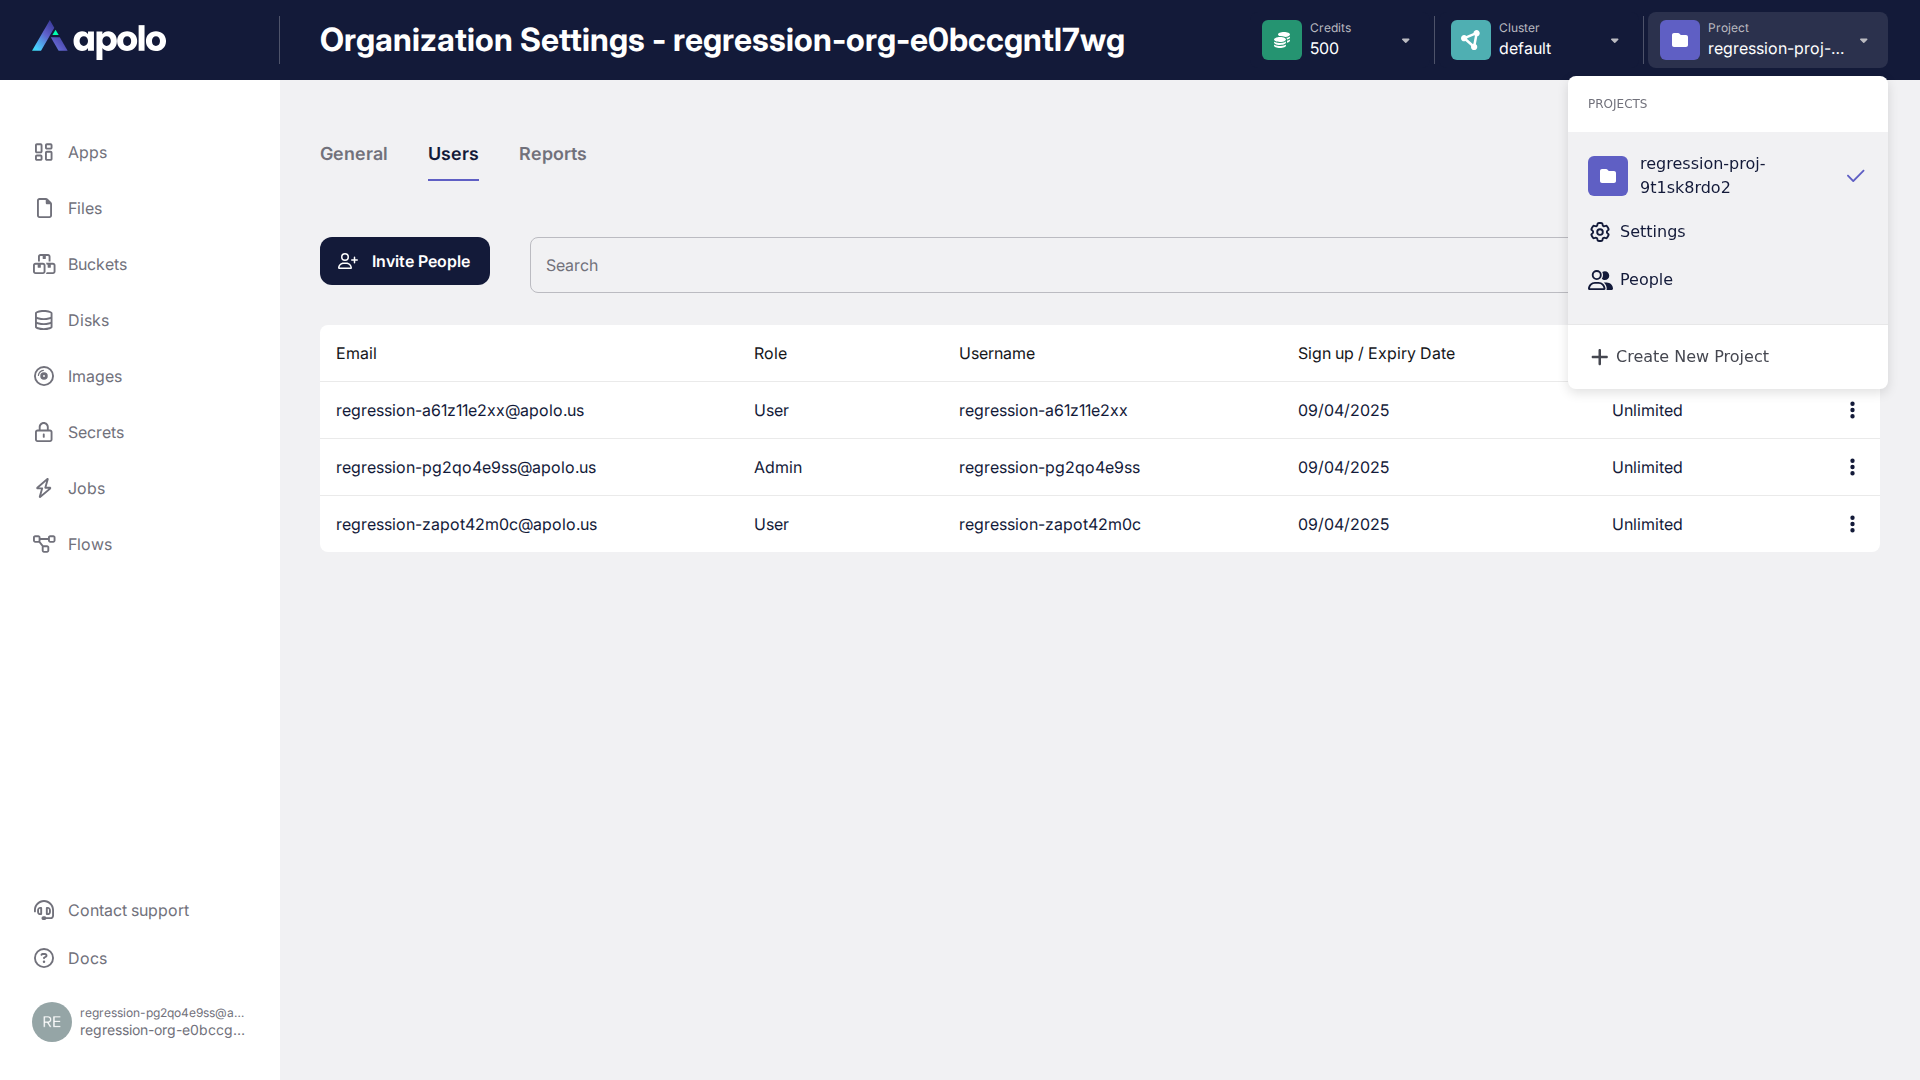 apolo
Organization Settings - regression-org-e0bccgntl7wg
Credits
500
Cluster
default
Project
regression-proj-...
PROJECTS
regression-proj-
9t1sk8rdo2
Settings
People
Create New Project
Apps
Files
Buckets
Disks
Images
Secrets
Jobs
Flows
General Users Reports
Invite People
Search
Email Role Username Sign up / Expiry Date
regression-a61z11e2xx@apolo.us User regression-a61z11e2xx 09/04/2025 Unlimited
regression-pg2qo4e9ss@apolo.us Admin regression-pg2qo4e9ss 09/04/2025 Unlimited
regression-zapot42m0c@apolo.us User regression-zapot42m0c 09/04/2025 Unlimited
Contact support
Docs
RE
regression-pg2qo4e9ss@a...
regression-org-e0bccg...